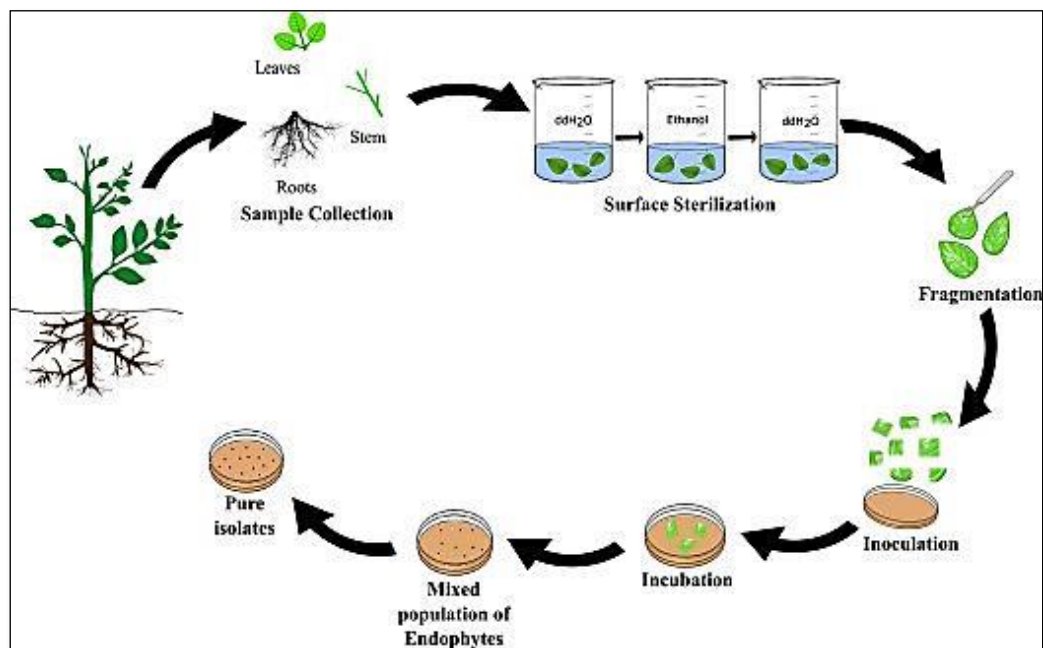 Leaves
Stem
Roots
Sample Collection
ddH₂O
Ethanol
ddH₂O
Surface Sterilization
Fragmentation
Inoculation
Incubation
Mixed
population of
Endophytes
Pure
isolates